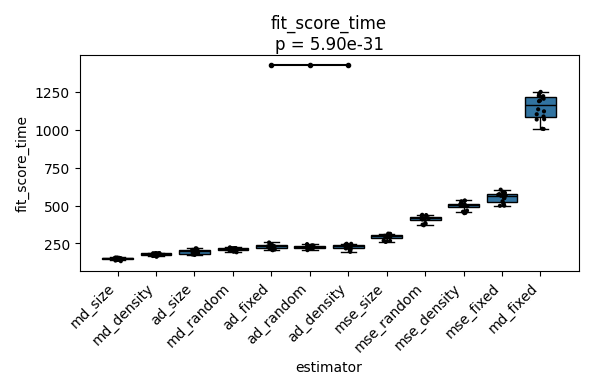 fit_score_time
p = 5.90e-31
fit_score_time
1250
1000
750
500
250
md_size
md_density
ad_size
md_random
ad_fixed
ad_random
ad_density
mse_size
mse_random
mse_density
mse_fixed
md_fixed
estimator